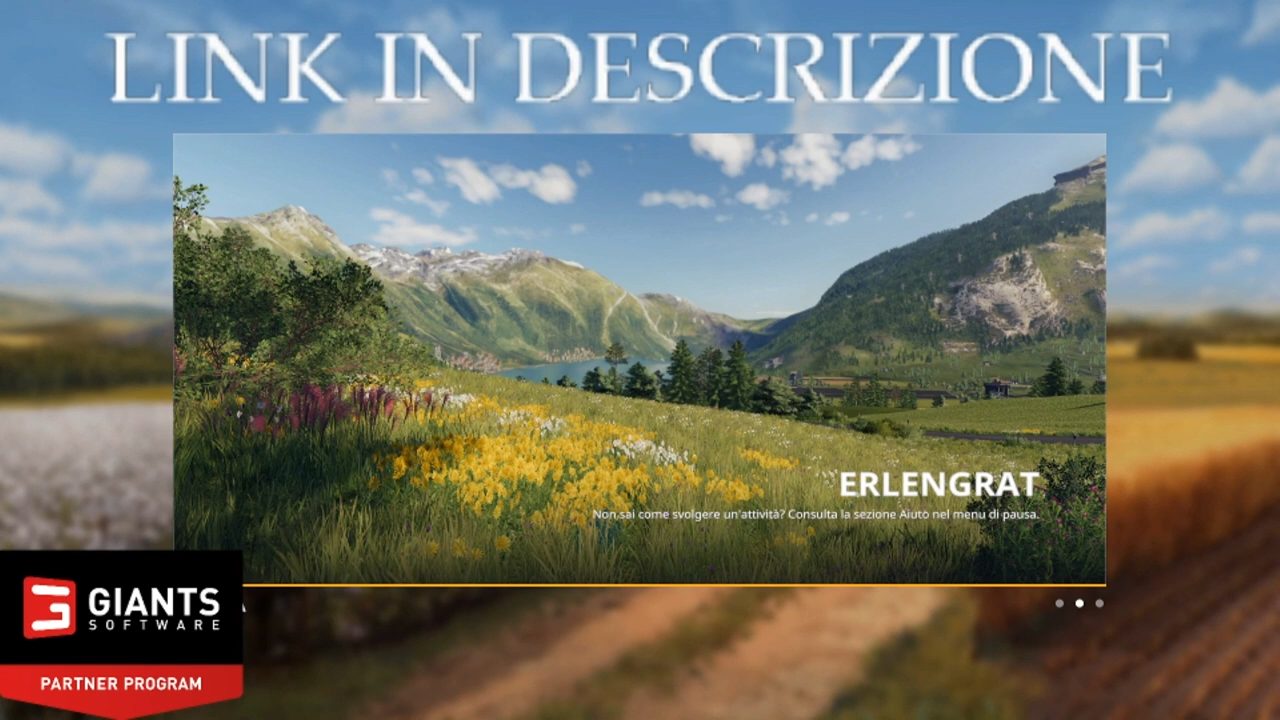 LINK IN DESCRIZIONE
ERLENGRAT
Non sai come svolgere un'attività? Consulta la sezione Aiuto nel menu di pausa.
GIANTS
SOFTWARE
PARTNER PROGRAM